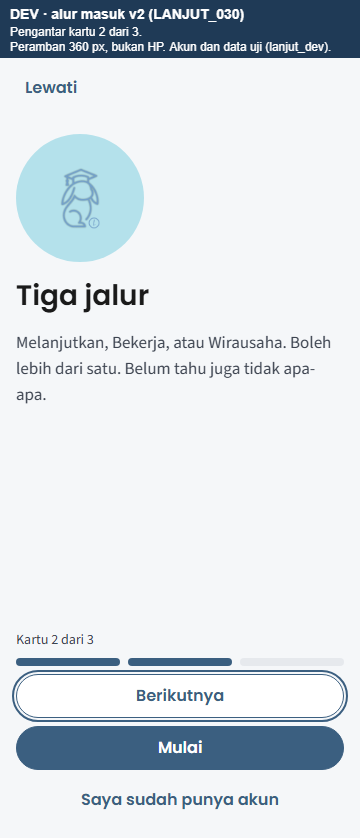 DEV · alur masuk v2 (LANJUT_030)
Pengantar kartu 2 dari 3.
Peramban 360 px, bukan HP. Akun dan data uji (lanjut_dev).
Lewati
Tiga jalur
Melanjutkan, Bekerja, atau Wirausaha. Boleh
lebih dari satu. Belum tahu juga tidak apa-
apa.
Kartu 2 dari 3
Berikutnya
Mulai
Saya sudah punya akun